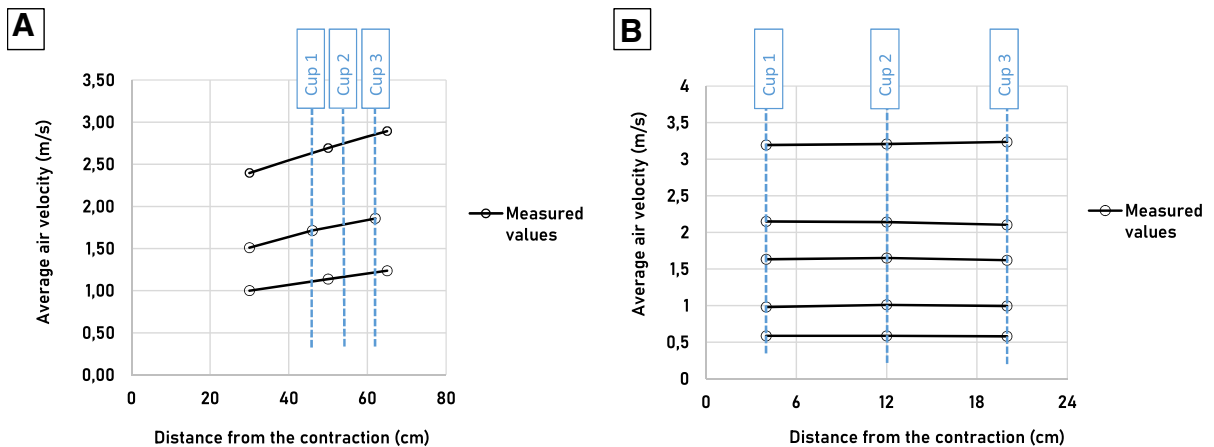 A
Cup 1
Cup 2
Cup 3
3,50
3,00
2,50
2,00
1,50
1,00
0,50
0,00
0
20
40
60
80
Average air velocity (m/s)
Distance from the contraction (cm)
Measured
values
B
Cup 1
Cup 2
Cup 3
4
3,5
3
2,5
2
1,5
1
0,5
0
0
6
12
18
24
Average air velocity (m/s)
Distance from the contraction (cm)
Measured
values